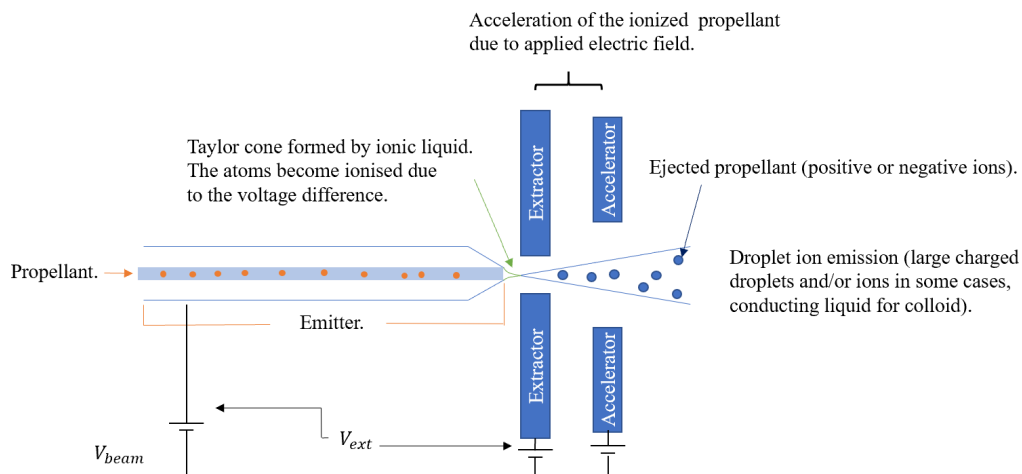 Acceleration of the ionized propellant
due to applied electric field.
Taylor cone formed by ionic liquid.
The atoms become ionised due
to the voltage difference.
Extractor
Accelerator
Ejected propellant (positive or negative ions).
Propellant.
Droplet ion emission (large charged
droplets and/or ions in some cases,
conducting liquid for colloid).
Emitter.
Extractor
Accelerator
V_beam
V_ext